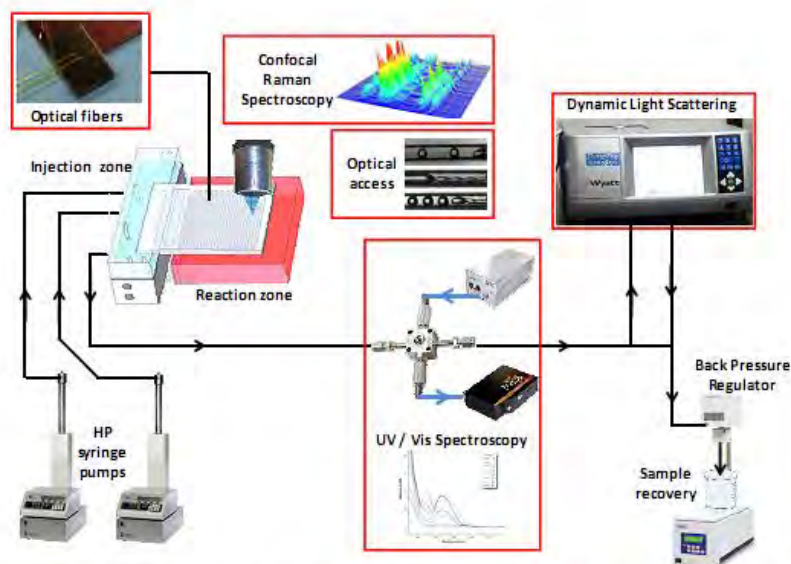 Optical fibers
Confocal
Raman
Spectroscopy
Dynamic Light Scattering
Wyatt
Injection zone
Optical
access
Reaction zone
Back Pressure
Regulator
HP
syringe
pumps
UV / Vis Spectroscopy
Sample
recovery